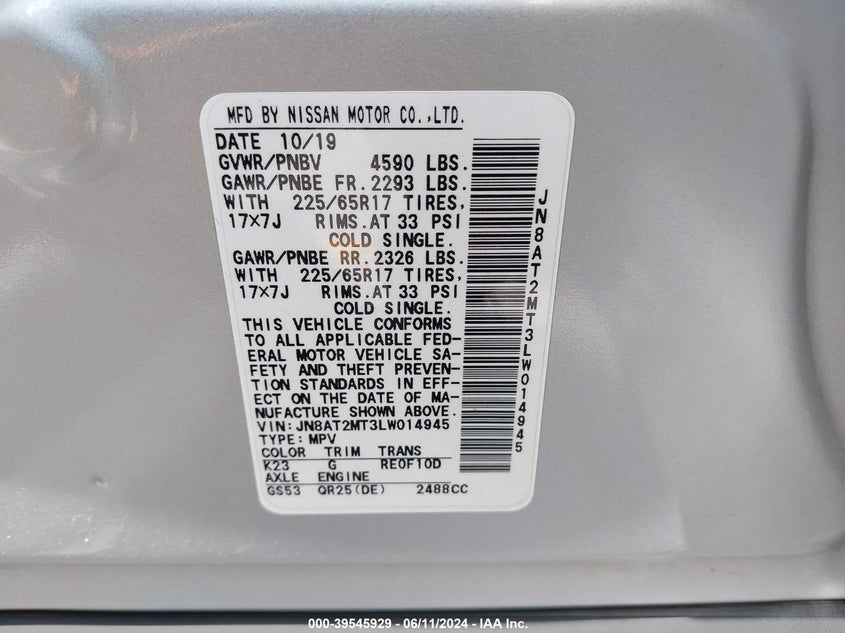 MFD BY NISSAN MOTOR CO.,LTD.
DATE 10/19
GVWR/PNBV 4590 LBS.
GAWR/PNBE FR.2293 LBS.
WITH 225/65R17 TIRES,
17×7J RIMS.AT 33 PSI
COLD SINGLE.
GAWR/PNBE RR.2326 LBS.
WITH 225/65R17 TIRES,
17×7J RIMS.AT 33 PSI
COLD SINGLE.
THIS VEHICLE CONFORMS
TO ALL APPLICABLE FED-
ERAL MOTOR VEHICLE SA-
FETY AND THEFT PREVEN-
TION STANDARDS IN EFF-
ECT ON THE DATE OF MA-
NUFACTURE SHOWN ABOVE.
VIN:JN8AT2MT3LW014945
TYPE:MPV
COLOR TRIM TRANS
K23 G RE0F10D
AXLE ENGINE
GS53 QR25(DE) 2488CC
JN8AT2MT3LW014945
000-39545929 - 06/11/2024 - IAA Inc.